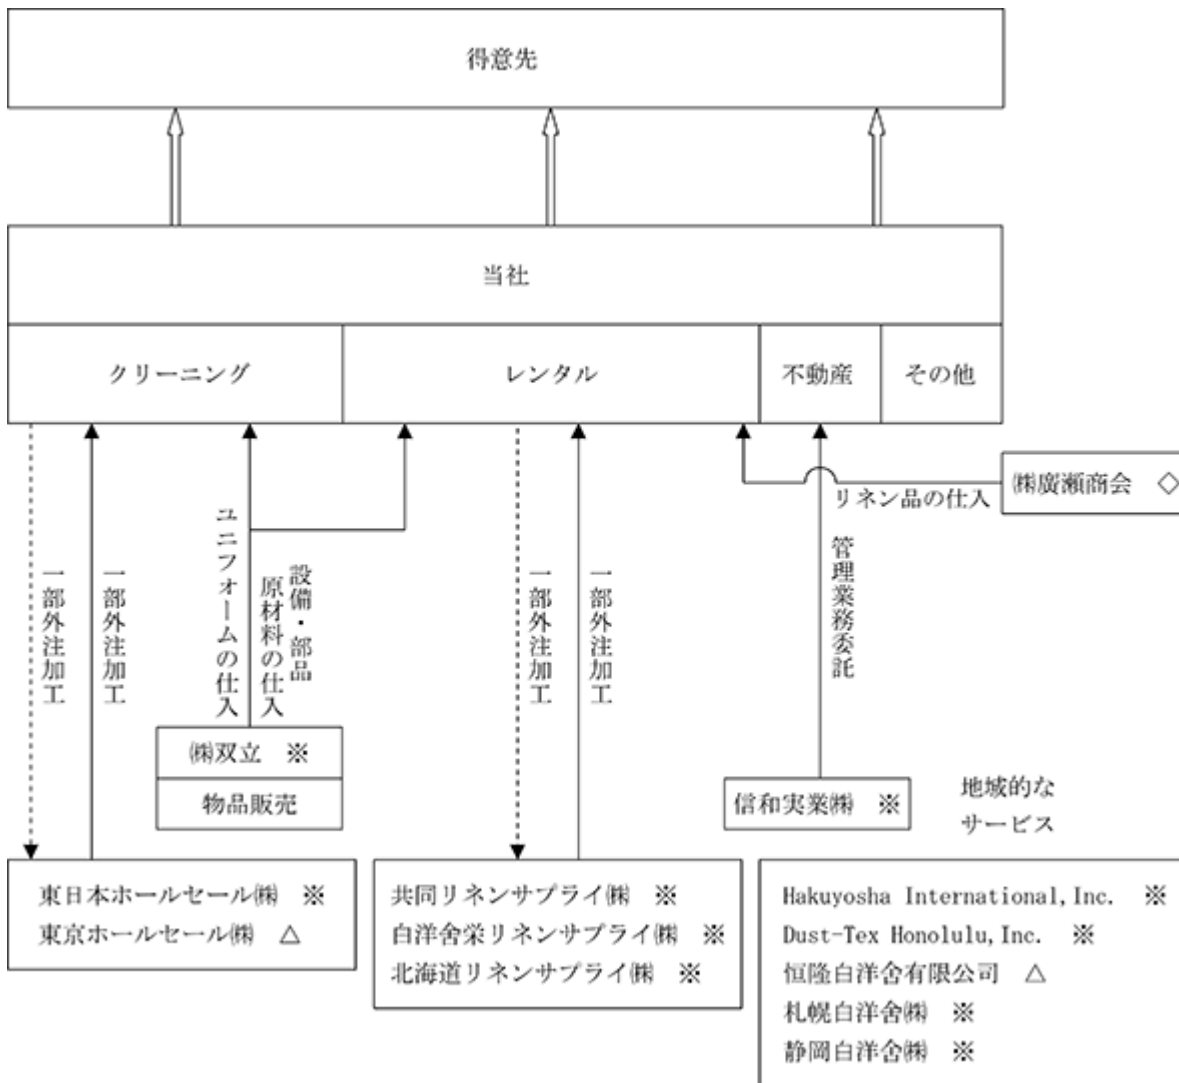 得意先
当社
クリーニング
レンタル
不動産
その他
㈱廣瀬商会 ◇
リネン品の仕入
一部外注加工
一部外注加工
ユニフォームの仕入
設備・部品
原材料の仕入
一部外注加工
一部外注加工
管理業務委託
㈱双立 ※
物品販売
信和実業㈱ ※
地域的な
サービス
東日本ホールセール㈱ ※
東京ホールセール㈱ △
共同リネンサプライ㈱ ※
白洋舍栄リネンサプライ㈱ ※
北海道リネンサプライ㈱ ※
Hakuyosha International,Inc. ※
Dust-Tex Honolulu,Inc. ※
恒隆白洋舍有限公司 △
札幌白洋舍㈱ ※
静岡白洋舍㈱ ※